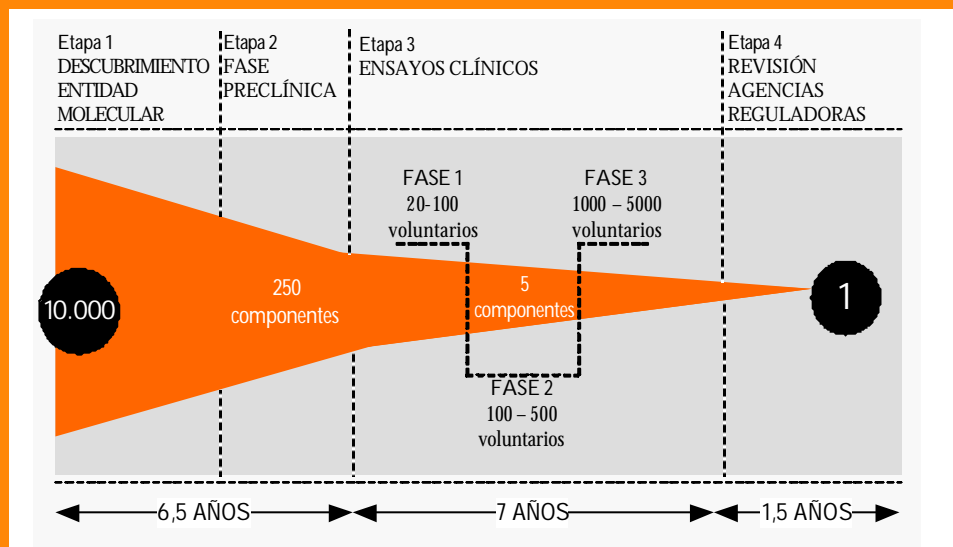 Etapa 1
DESCUBRIMIENTO
ENTIDAD
MOLECULAR
Etapa 2
FASE
PRECLÍNICA
Etapa 3
ENSAYOS CLÍNICOS
Etapa 4
REVISIÓN
AGENCIAS
REGULADORAS
FASE 1
20-100
voluntarios
FASE 3
1000 – 5000
voluntarios
10.000
250
componentes
5
componentes
1
FASE 2
100 – 500
voluntarios
6,5 AÑOS
7 AÑOS
1,5 AÑOS